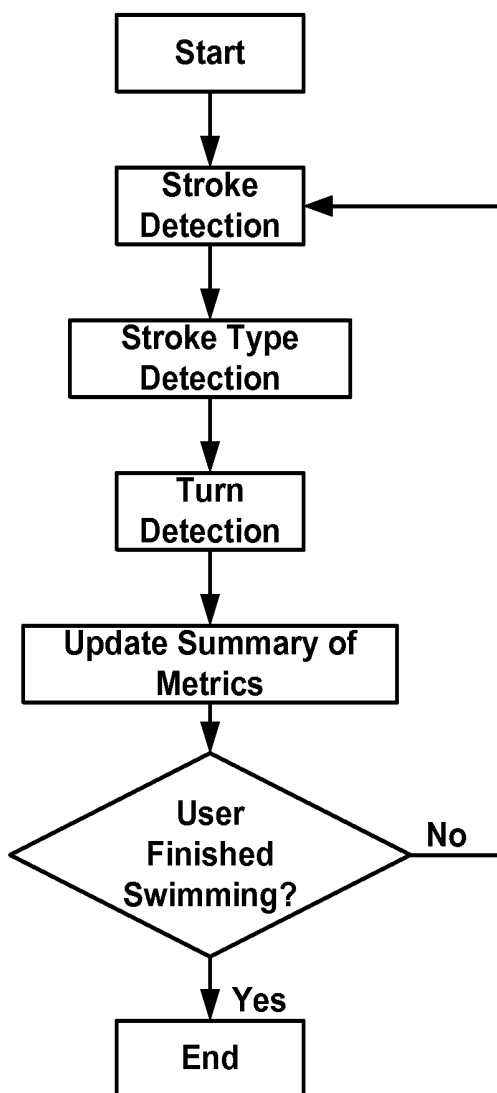 Start
Stroke
Detection
Stroke Type
Detection
Turn
Detection
Update Summary of
Metrics
User
Finished
Swimming?
No
Yes
End